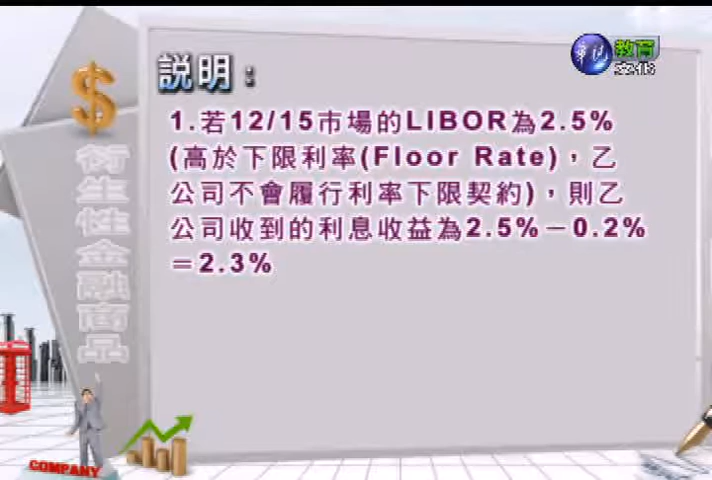 說明：
華視
教育
文化
1.若12/15市場的LIBOR為2.5%
(高於下限利率(Floor Rate)，乙
公司不會履行利率下限契約)，則乙
公司收到的利息收益為2.5%－0.2%
＝2.3%
衍生性金融商品
COMPANY